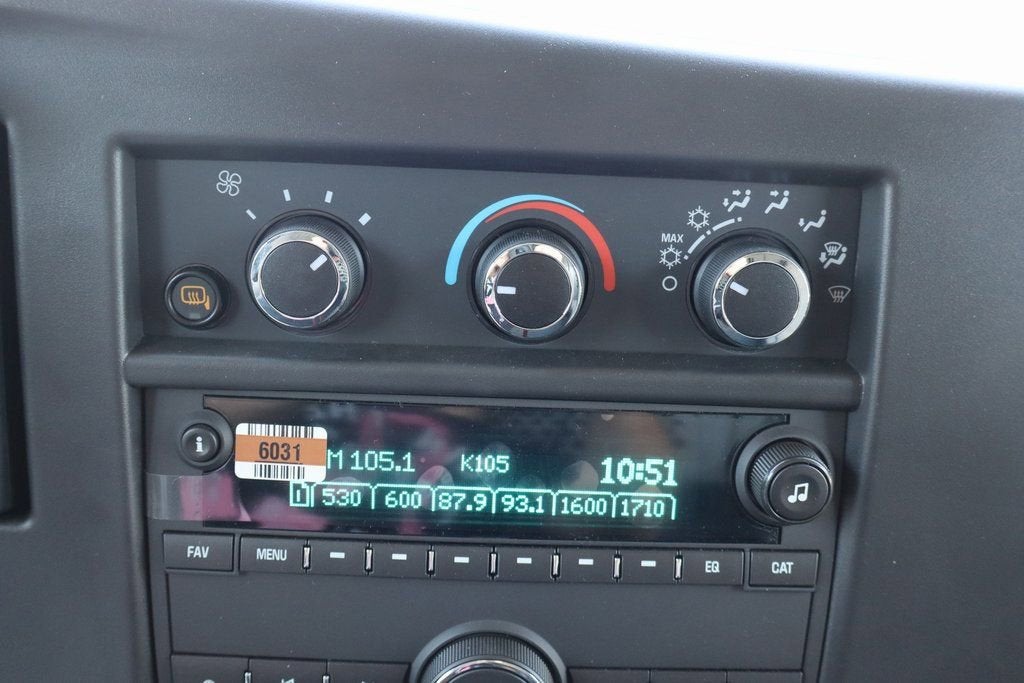 MAX
6031
M 105.1 K105 10:51
1 530 600 87.9 93.1 1600 1710
FAV MENU EQ CAT